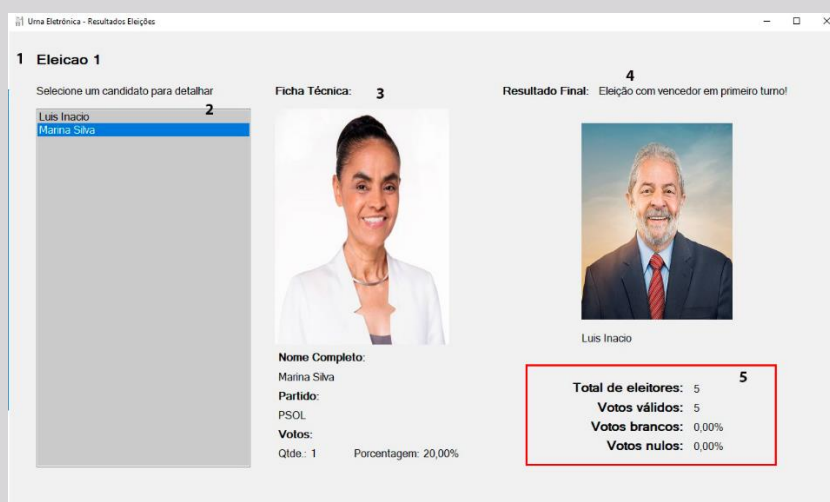 Urna Eletrônica - Resultados Eleições
1 Eleicao 1
Selecione um candidato para detalhar
2
Luis Inacio
Marina Silva
Ficha Técnica: 3
Nome Completo:
Marina Silva
Partido:
PSOL
Votos:
Qtde.: 1 Porcentagem: 20,00%
4
Resultado Final: Eleição com vencedor em primeiro turno!
Luis Inacio
5
Total de eleitores: 5
Votos válidos: 5
Votos brancos: 0,00%
Votos nulos: 0,00%